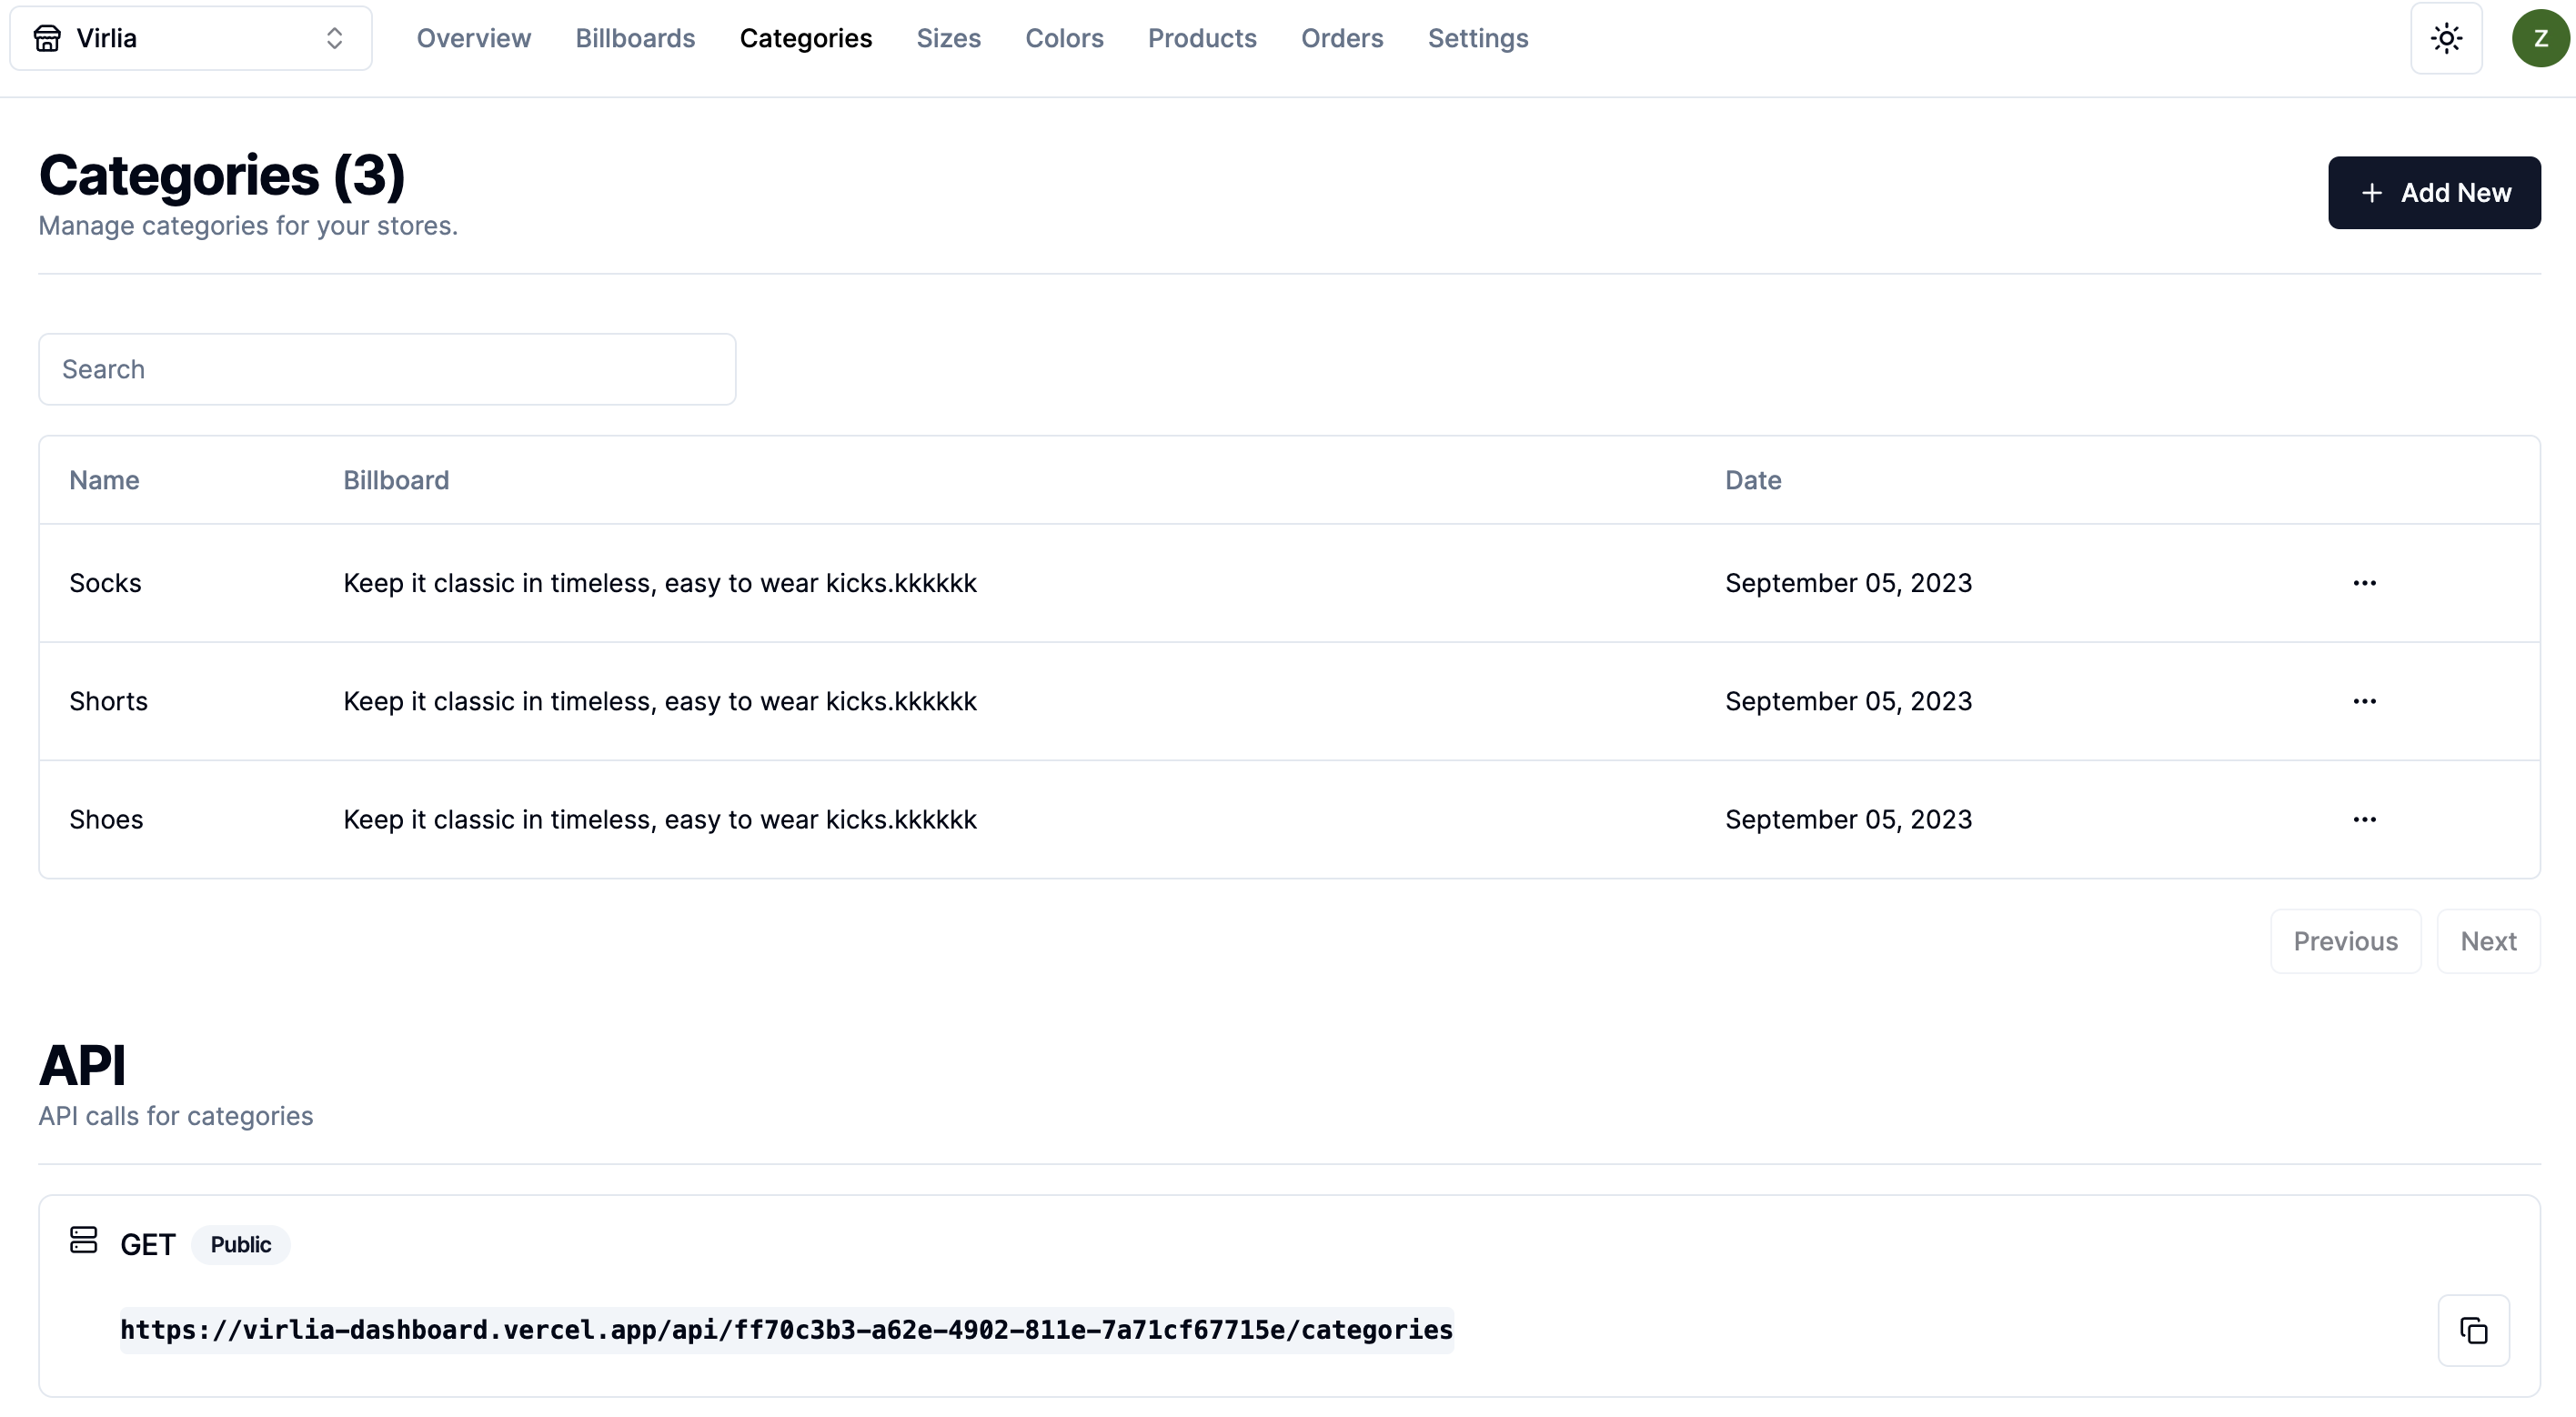 Virlia Overview Billboards Categories Sizes Colors Products Orders Settings Z
Categories (3)
Manage categories for your stores.
+ Add New
Search
Name Billboard Date
Socks Keep it classic in timeless, easy to wear kicks.kkkkkk September 05, 2023 ...
Shorts Keep it classic in timeless, easy to wear kicks.kkkkkk September 05, 2023 ...
Shoes Keep it classic in timeless, easy to wear kicks.kkkkkk September 05, 2023 ...
Previous Next
API
API calls for categories
GET Public
https://virlia-dashboard.vercel.app/api/ff70c3b3-a62e-4902-811e-7a71cf67715e/categories